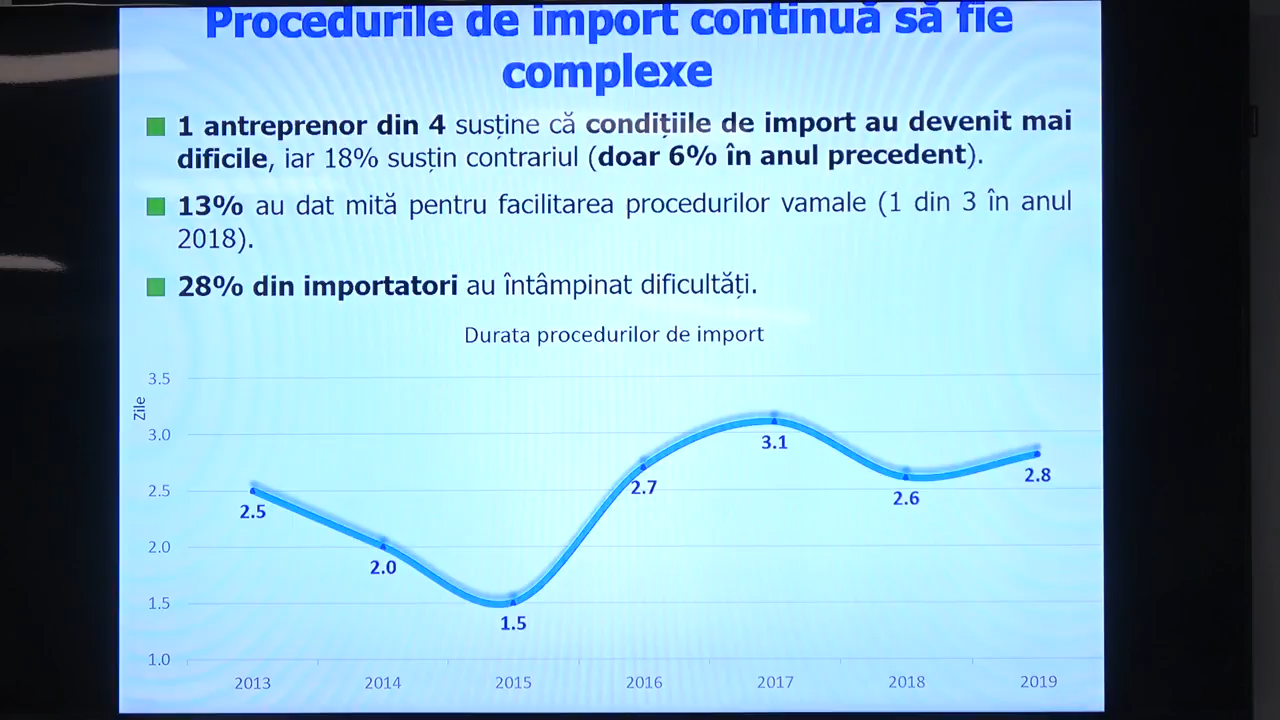 Procedurile de import continuă să fie
complexe
1 antreprenor din 4 susține că condițiile de import au devenit mai
dificile, iar 18% susțin contrariul (doar 6% în anul precedent).
13% au dat mită pentru facilitarea procedurilor vamale (1 din 3 în anul
2018).
28% din importatori au întâmpinat dificultăți.
Durata procedurilor de import
Zile
3.5
3.0
2.5
2.0
1.5
1.0
2.5
2.0
1.5
2.7
3.1
2.6
2.8
2013 2014 2015 2016 2017 2018 2019